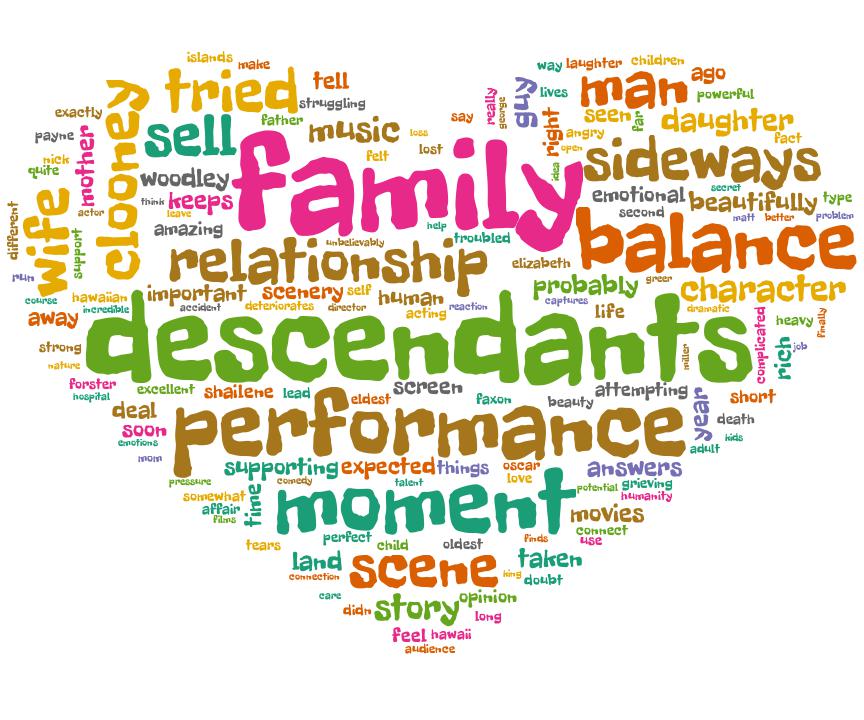 islands
make
way laughter children
tried
tell
man
ago
exactly
clooney
struggling
really
george
guy
lives
powerful
payne
mother
sell
father
music
loss
say
right
angry
seen
far
daughter
fact
nick
quite
felt
lost
open
idea
family
sideways
woodley
think
keeps
leave
actor
wife
support
different
amazing
help
troubled
unbelievably
emotional
secret
beautifully
type
second
matt
better
problem
balance
relationship
elizabeth
run
course
hawaiian
incredible
important
scenery
self
human
accident
deteriorates
director
acting
reaction
probably
captures
greer
character
dramatic
life
away
descendants
complicated
heavy
finally
rich
job
miller
strong
nature
forster
hospital
excellent
shailene
lead
eldest
screen
faxon
beauty
attempting
year
short
death
kids
adult
deal
soon
emotions
mom
performance
supporting
expected
things
oscar
love
answers
pressure
comedy
talent
potential
grieving
humanity
somewhat
affair
films
time
moment
movies
connect
use
tears
perfect
child
oldest
finds
land
connection
scene
king
taken
doubt
care
didn
story
opinion
long
feel hawaii
audience